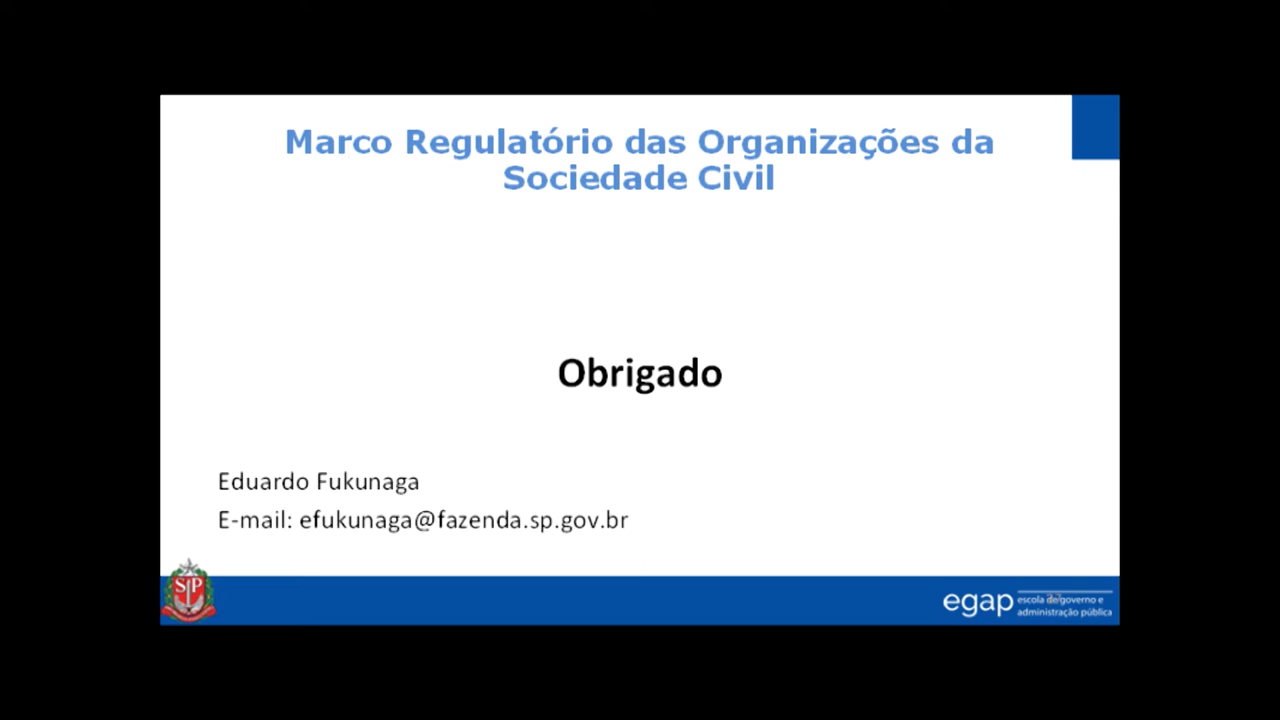 Marco Regulatório das Organizações da
Sociedade Civil
Obrigado
Eduardo Fukunaga
E-mail: efukunaga@fazenda.sp.gov.br
SP
egap
escola de governo e
administração pública